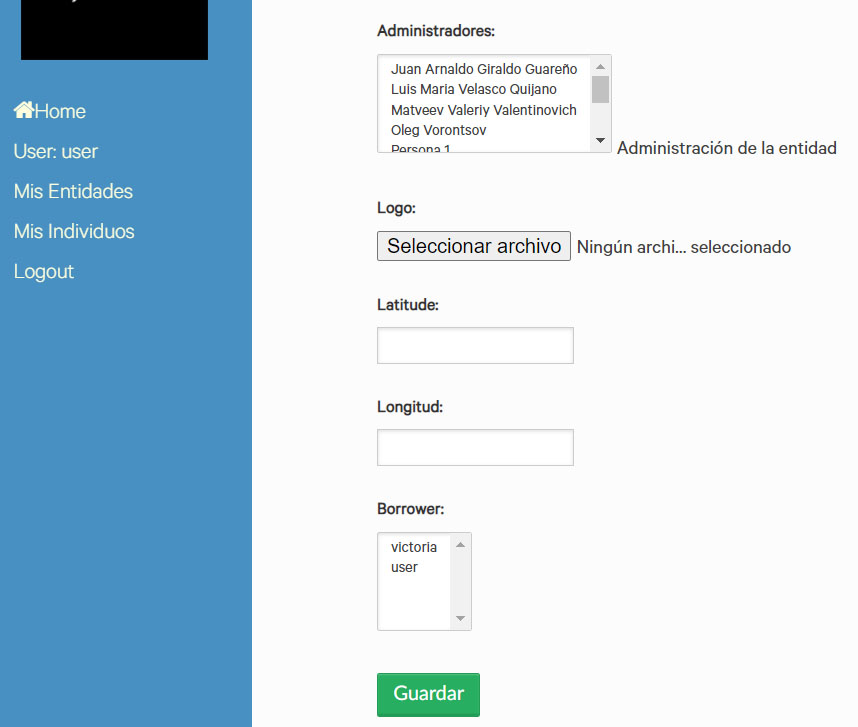 Home
User: user
Mis Entidades
Mis Individuos
Logout
Administradores:
Juan Arnaldo Giraldo Guareño
Luis Maria Velasco Quijano
Matveev Valeriy Valentinovich
Oleg Vorontsov
Persona 1
Administración de la entidad
Logo:
Seleccionar archivo Ningún archi... seleccionado
Latitude:
Longitud:
Borrower:
victoria
user
Guardar